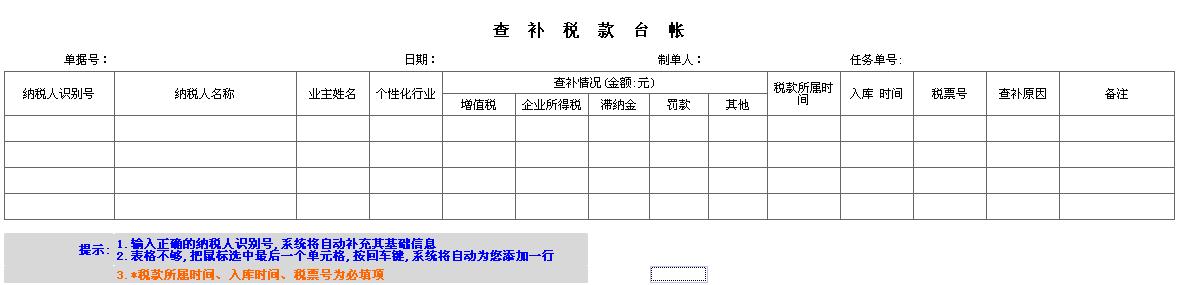 查 补 税 款 台 帐
单据号： 日期： 制单人： 任务单号:
纳税人识别号 纳税人名称 业主姓名 个性化行业 查补情况(金额:元) 税款所属时间 入库 时间 税票号 查补原因 备注
增值税 企业所得税 滞纳金 罚款 其他
提示: 1.输入正确的纳税人识别号,系统将自动补充其基础信息
2.表格不够,把鼠标选中最后一个单元格,按回车键,系统将自动为您添加一行
3.*税款所属时间、入库时间、税票号为必填项